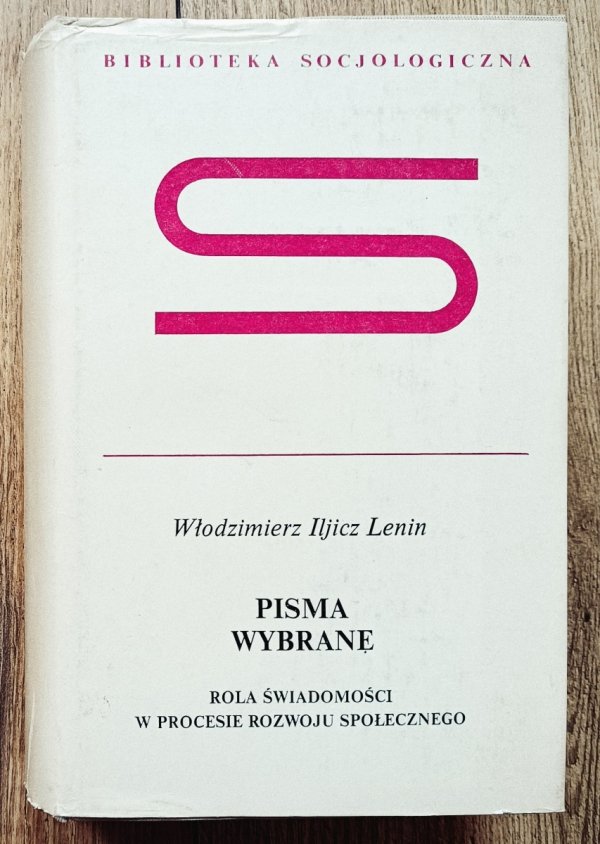 BIBLIOTEKA SOCJOLOGICZNA
S
Włodzimierz Iljicz Lenin
PISMA
WYBRANE
ROLA ŚWIADOMOŚCI
W PROCESIE ROZWOJU SPOŁECZNEGO